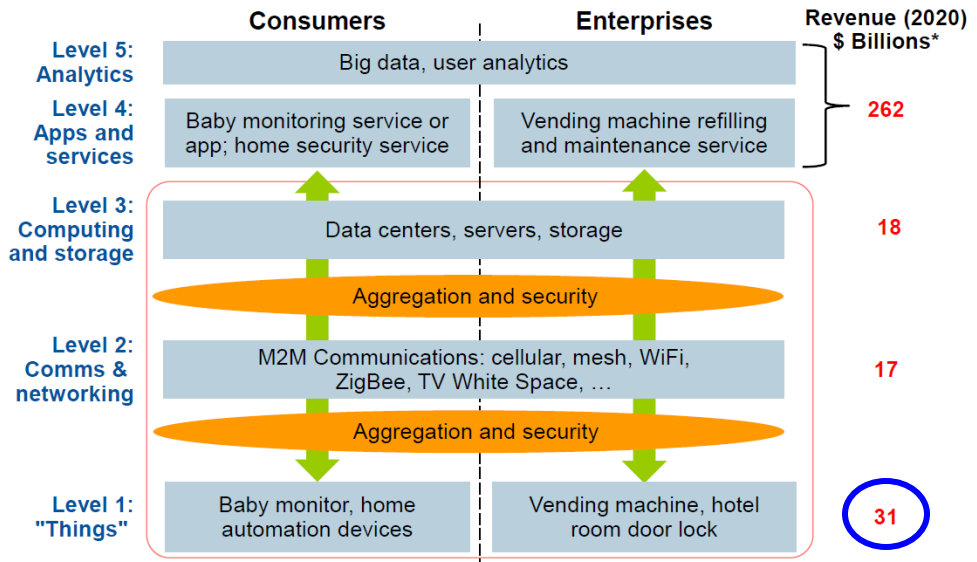 Consumers
Enterprises
Revenue (2020)
$ Billions*
Level 5:
Analytics
Big data, user analytics
Level 4:
Apps and
services
Baby monitoring service or
app; home security service
Vending machine refilling
and maintenance service
262
Level 3:
Computing
and storage
Data centers, servers, storage
18
Aggregation and security
Level 2:
Comms &
networking
M2M Communications: cellular, mesh, WiFi,
ZigBee, TV White Space, …
17
Aggregation and security
Level 1:
"Things"
Baby monitor, home
automation devices
Vending machine, hotel
room door lock
31